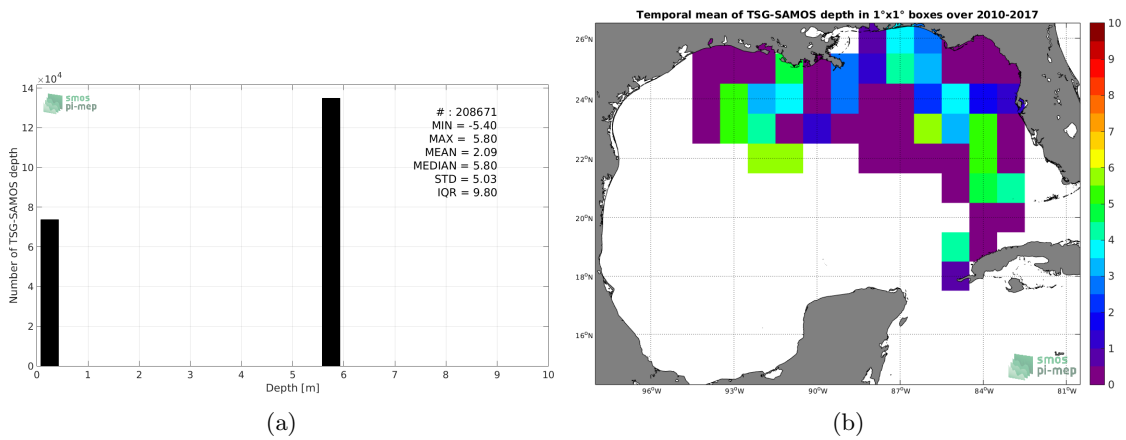 Temporal mean of TSG-SAMOS depth in 1°x1° boxes over 2010-2017
×10⁴
14
12
10
8
6
4
2
0
Number of TSG-SAMOS depth
smos
pi-mep
# : 208671
MIN = -5.40
MAX = 5.80
MEAN = 2.09
MEDIAN = 5.80
STD = 5.03
IQR = 9.80
0 1 2 3 4 5 6 7 8 9 10
Depth [m]
(a)
26°N
24°N
22°N
20°N
18°N
16°N
96°W 93°W 90°W 87°W 84°W 81°W
smos
pi-mep
10
9
8
7
6
5
4
3
2
1
0
(b)